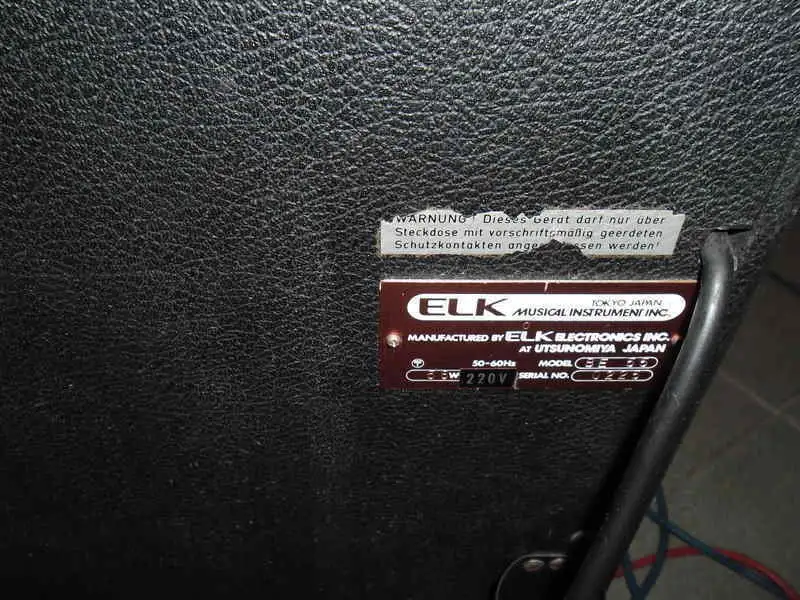 WARNUNG! Dieses Gerät darf nur über
Steckdose mit vorschriftsmäßig geerdeten
Schutzkontakten werden!
ELK TOKYO JAPAN
MUSICAL INSTRUMENT INC.
MANUFACTURED BY ELK ELECTRONICS INC.
AT UTSUNOMIYA JAPAN
50-60Hz MODEL
W 220V SERIAL NO.